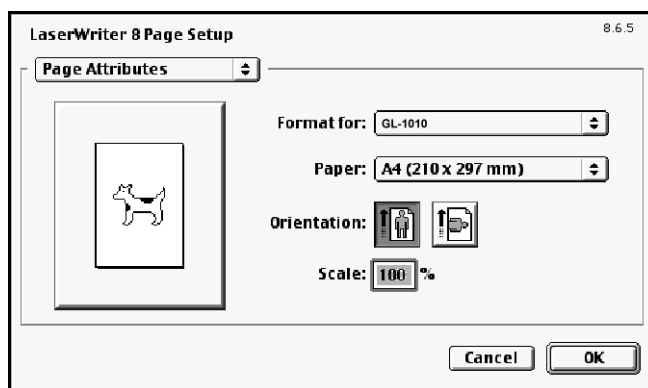 LaserWriter 8 Page Setup 8.6.5
Page Attributes
Format for: GL-1010
Paper: A4 (210 x 297 mm)
Orientation:
Scale: 100 %
Cancel OK